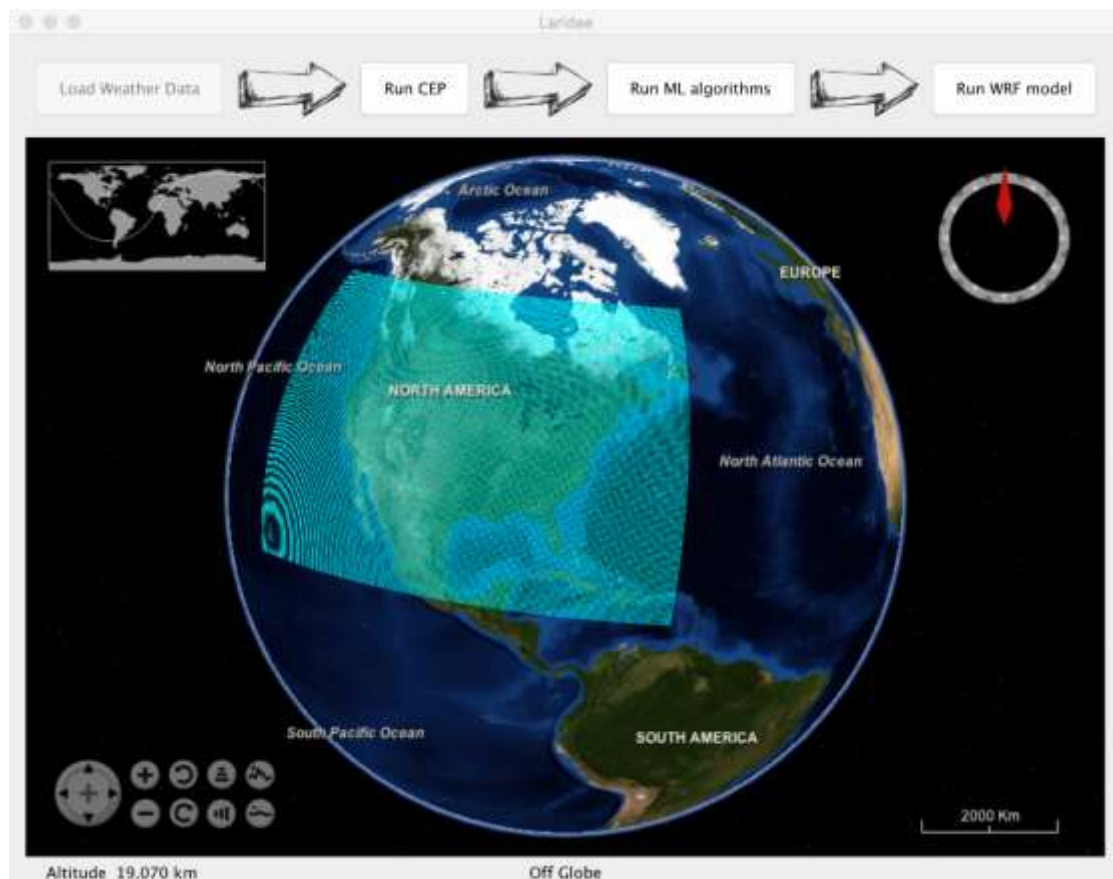 Laridae
Load Weather Data
Run CEP
Run ML algorithms
Run WRF model
Arctic Ocean
EUROPE
North Pacific Ocean
NORTH AMERICA
North Atlantic Ocean
South Pacific Ocean
SOUTH AMERICA
2000 Km
Altitude 19,070 km
Off Globe